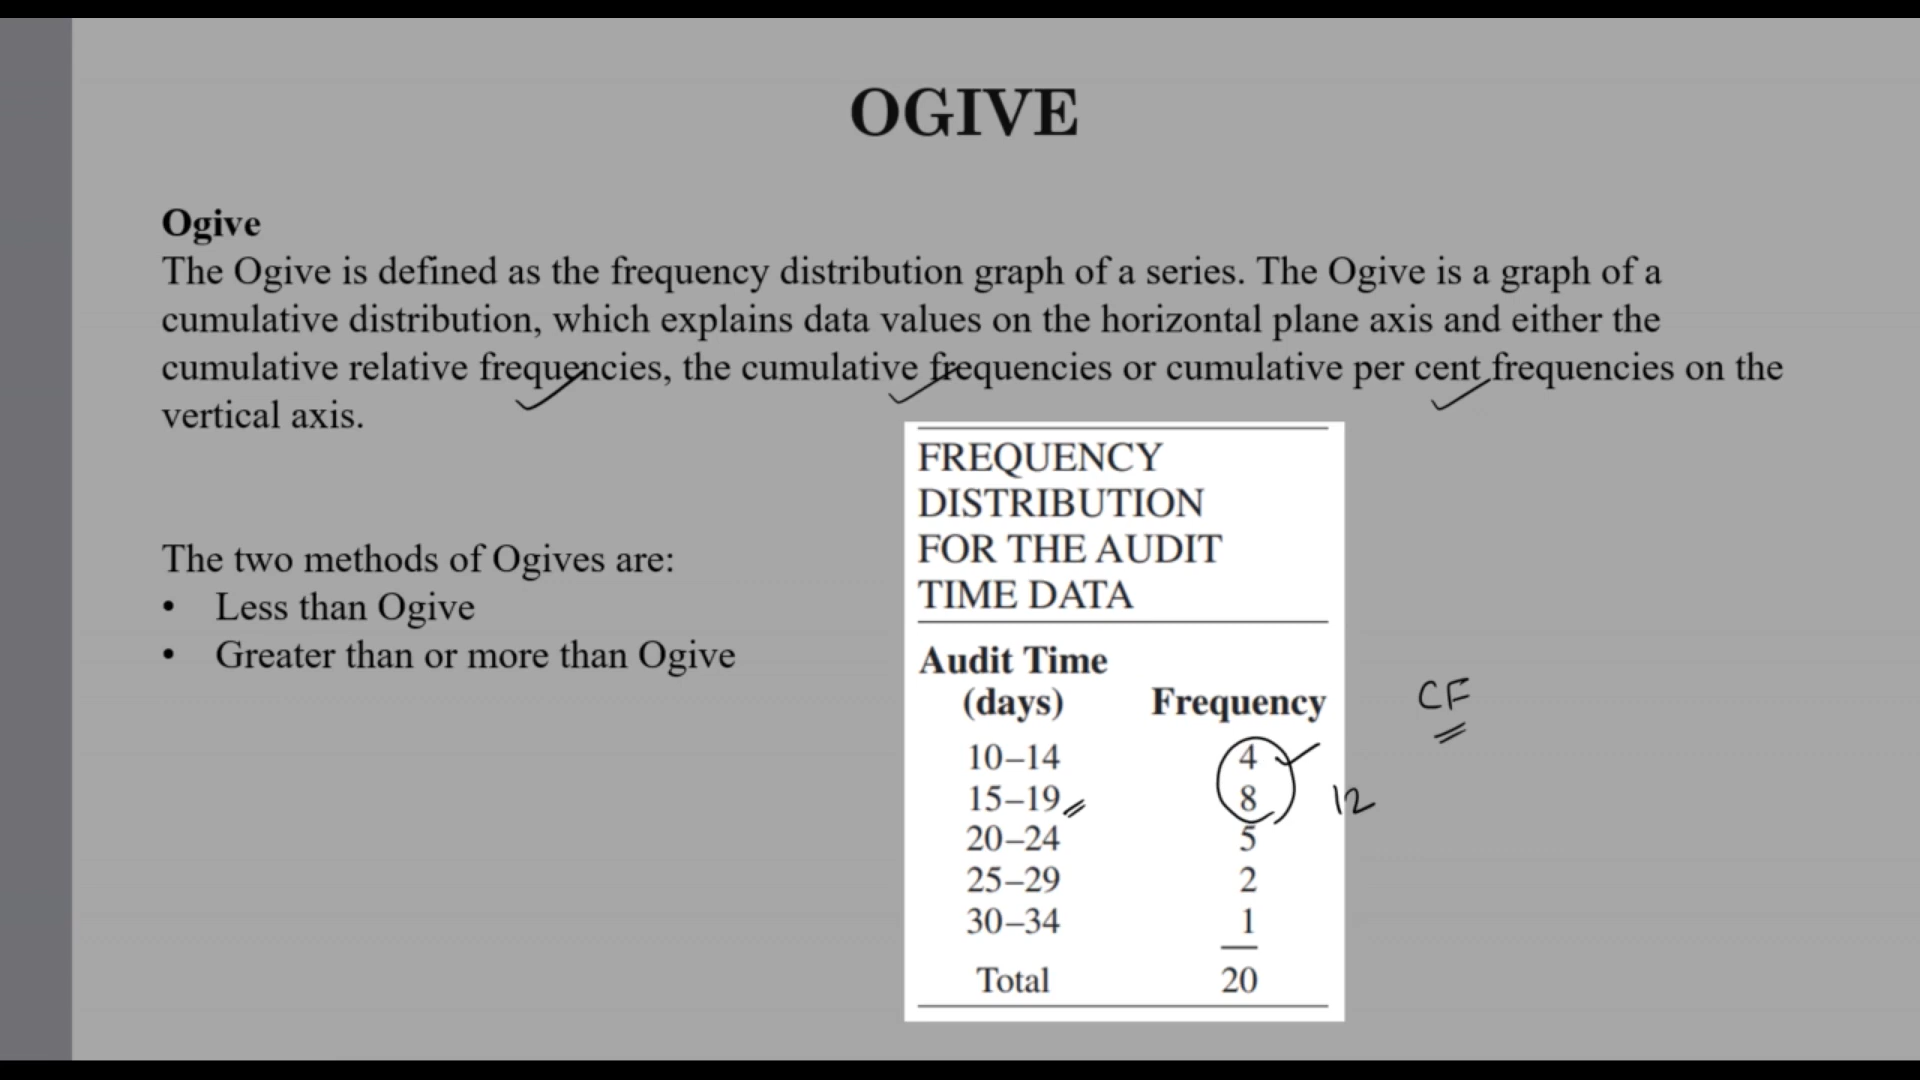 OGIVE
Ogive
The Ogive is defined as the frequency distribution graph of a series. The Ogive is a graph of a
cumulative distribution, which explains data values on the horizontal plane axis and either the
cumulative relative frequencies, the cumulative frequencies or cumulative per cent frequencies on the
vertical axis.
The two methods of Ogives are:
• Less than Ogive
• Greater than or more than Ogive
FREQUENCY
DISTRIBUTION
FOR THE AUDIT
TIME DATA
Audit Time
(days) Frequency
CF
10–14 4
15–19 8 12
20–24 5
25–29 2
30–34 1
Total 20